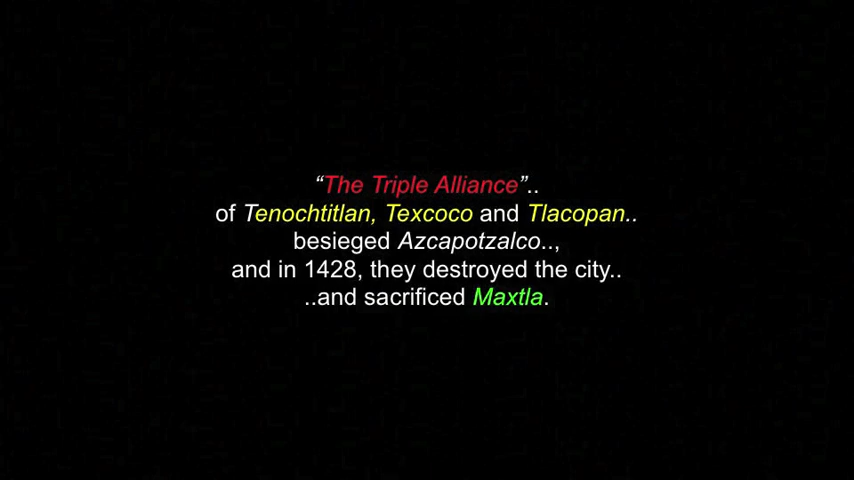 “The Triple Alliance”..
of Tenochtitlan, Texcoco and Tlacopan..
besieged Azcapotzalco..,
and in 1428, they destroyed the city..
..and sacrificed Maxtla.